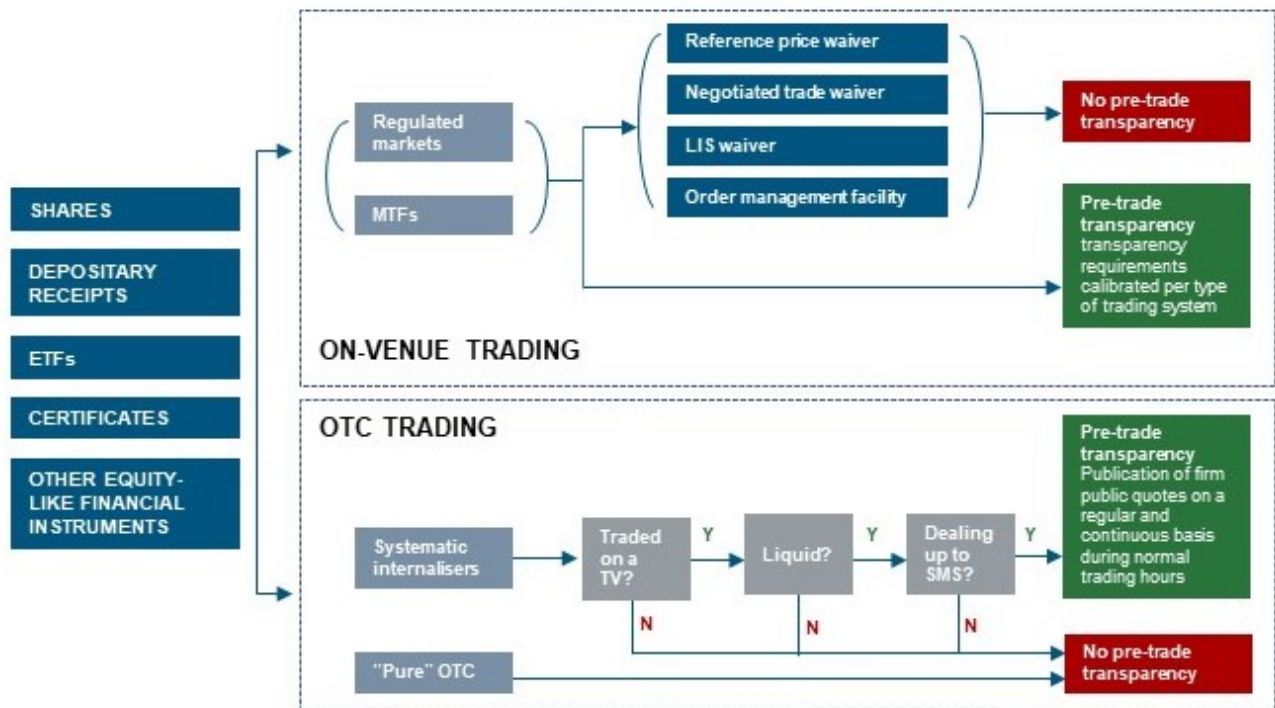 SHARES
DEPOSITARY
RECEIPTS
ETFs
CERTIFICATES
OTHER EQUITY-
LIKE FINANCIAL
INSTRUMENTS
Regulated
markets
MTFs
Reference price waiver
Negotiated trade waiver
LIS waiver
Order management facility
No pre-trade
transparency
Pre-trade
transparency
transparency
requirements
calibrated per type
of trading system
ON-VENUE TRADING
OTC TRADING
Systematic
internalisers
Traded
on a
TV?
Y
N
Liquid?
Y
N
Dealing
up to
SMS?
Y
N
Pre-trade
transparency
Publication of firm
public quotes on a
regular and
continuous basis
during normal
trading hours
"Pure" OTC
No pre-trade
transparency